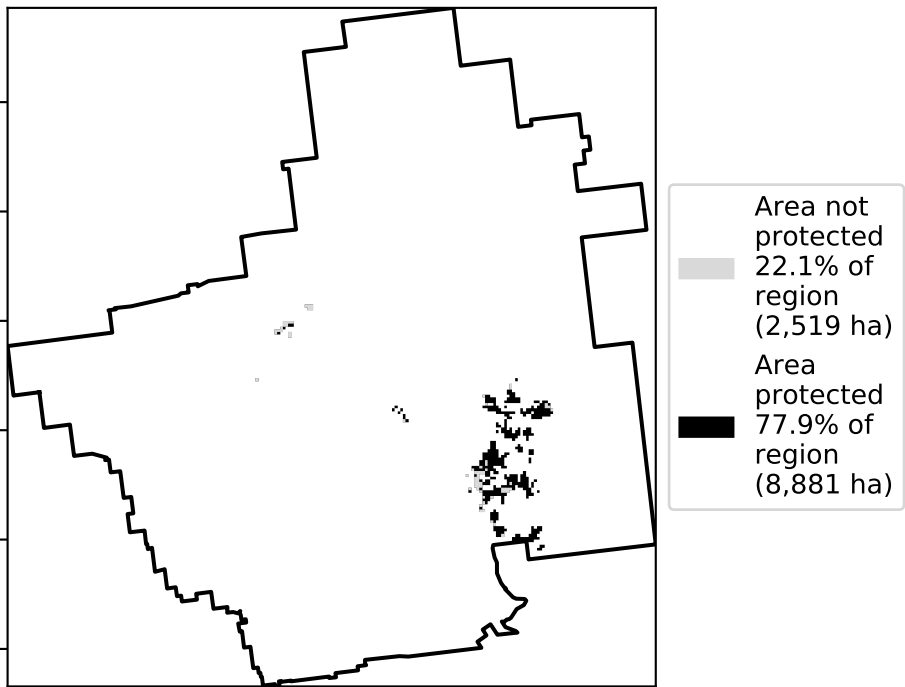 Area not
protected
22.1% of
region
(2,519 ha)
Area
protected
77.9% of
region
(8,881 ha)